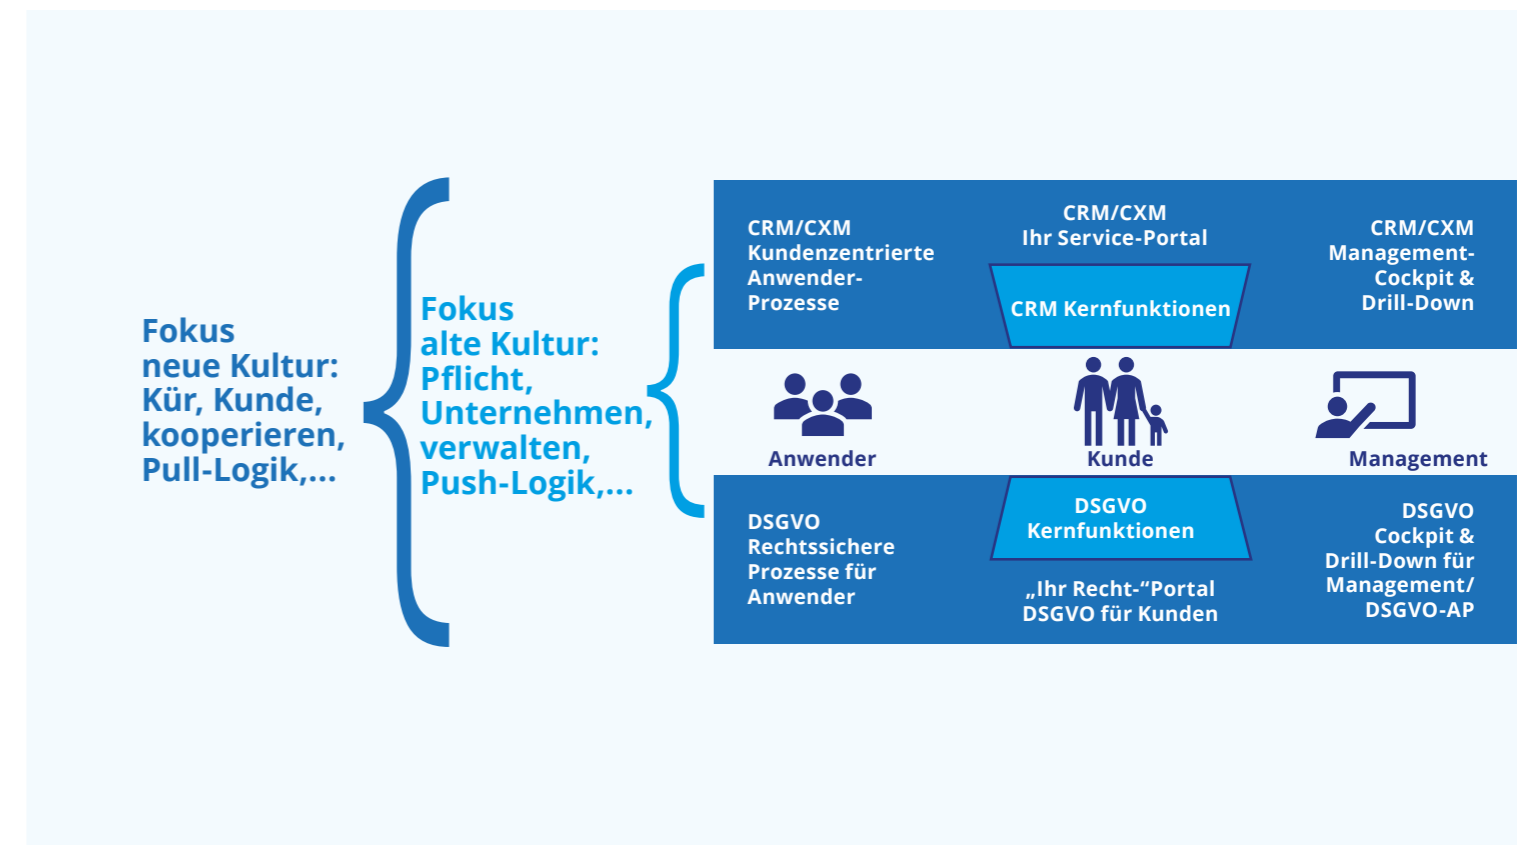 Fokus
neue Kultur:
Kür, Kunde,
kooperieren,
Pull-Logik,...
Fokus
alte Kultur:
Pflicht,
Unternehmen,
verwalten,
Push-Logik,...
CRM/CXM
Kundenzentrierte
Anwender-
Prozesse
CRM/CXM
Ihr Service-Portal
CRM Kernfunktionen
CRM/CXM
Management-
Cockpit &
Drill-Down
Anwender
Kunde
Management
DSGVO
Rechtssichere
Prozesse für
Anwender
DSGVO
Kernfunktionen
„Ihr Recht-“Portal
DSGVO für Kunden
DSGVO
Cockpit &
Drill-Down für
Management/
DSGVO-AP